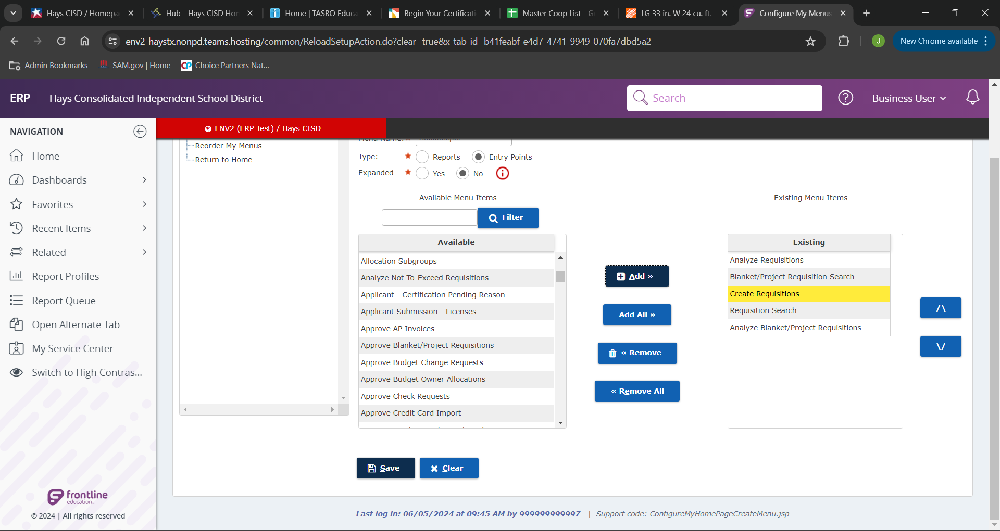 Hays CISD / Homepa
Hub - Hays CISD Hon
Home | TASBO Educa
Begin Your Certificati
Master Coop List - G
LG 33 in. W 24 cu. ft.
Configure My Menus
env2-haystx.nonpd.teams.hosting/common/ReloadSetupAction.do?clear=true&x-tab-id=b41feabf-e4d7-4741-9949-070fa7dbd5a2
J
New Chrome available
Admin Bookmarks
SAM.gov | Home
CP Choice Partners Nat...
ERP
Hays Consolidated Independent School District
Search
Business User
NAVIGATION
ENV2 (ERP Test) / Hays CISD
Home
Dashboards
Favorites
Recent Items
Related
Report Profiles
Report Queue
Open Alternate Tab
My Service Center
Switch to High Contras...
frontline
education
© 2024 | All rights reserved
Reorder My Menus
Return to Home
Menu Name:
Bookkeeper
Type:
Reports
Entry Points
Expanded
Yes
No
Available Menu Items
Existing Menu Items
Filter
Available
Allocation Subgroups
Analyze Not-To-Exceed Requisitions
Applicant - Certification Pending Reason
Applicant Submission - Licenses
Approve AP Invoices
Approve Blanket/Project Requisitions
Approve Budget Change Requests
Approve Budget Owner Allocations
Approve Check Requests
Approve Credit Card Import
Add »
Add All »
« Remove
« Remove All
Existing
Analyze Requisitions
Blanket/Project Requisition Search
Create Requisitions
Requisition Search
Analyze Blanket/Project Requisitions
/\
\/
Save
Clear
Last log in: 06/05/2024 at 09:45 AM by 999999999997 | Support code: ConfigureMyHomePageCreateMenu.jsp